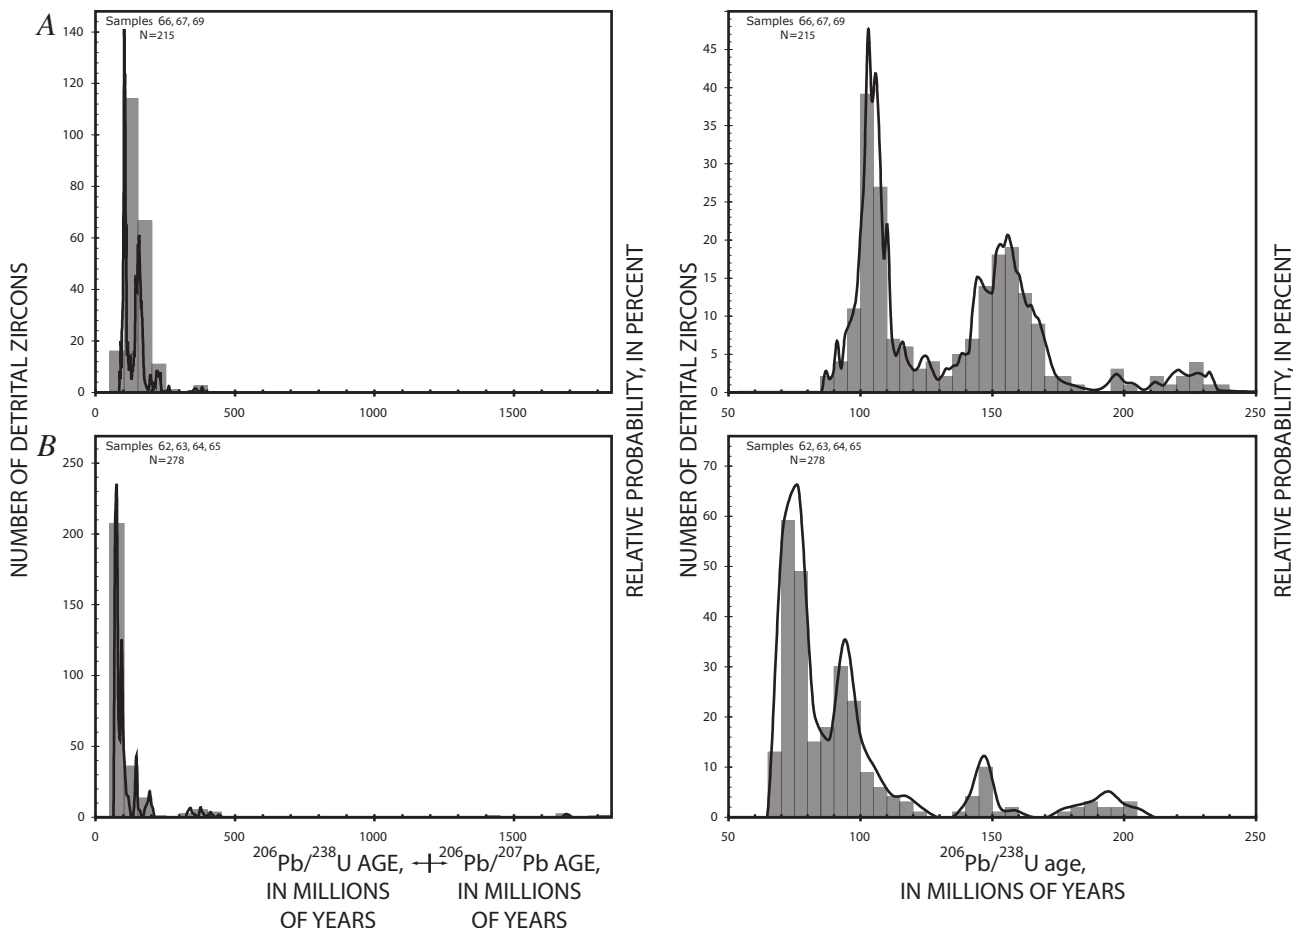 A
Samples 66, 67, 69
N=215
140
120
100
80
60
40
20
0
0
500
1000
1500
Samples 66, 67, 69
N=215
45
40
35
30
25
20
15
10
5
0
50
100
150
200
250
B
Samples 62, 63, 64, 65
N=278
250
200
150
100
50
0
0
500
1000
1500
Samples 62, 63, 64, 65
N=278
70
60
50
40
30
20
10
0
50
100
150
200
250
NUMBER OF DETRITAL ZIRCONS
RELATIVE PROBABILITY, IN PERCENT
NUMBER OF DETRITAL ZIRCONS
RELATIVE PROBABILITY, IN PERCENT
206Pb/238U AGE,
IN MILLIONS
OF YEARS
206Pb/207Pb AGE,
IN MILLIONS
OF YEARS
206Pb/238U age,
IN MILLIONS OF YEARS